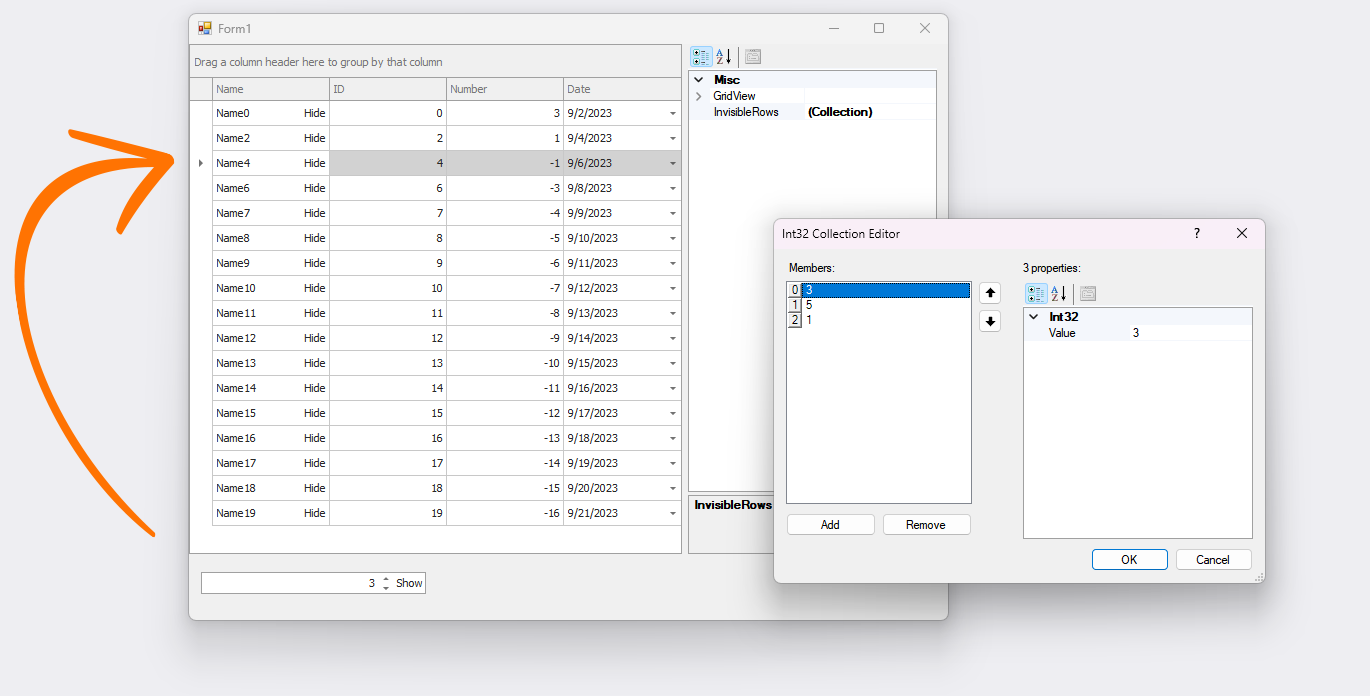 Form1
Drag a column header here to group by that column
Name ID Number Date
Name0 Hide 0 3 9/2/2023
Name2 Hide 2 1 9/4/2023
Name4 Hide 4 -1 9/6/2023
Name6 Hide 6 -3 9/8/2023
Name7 Hide 7 -4 9/9/2023
Name8 Hide 8 -5 9/10/2023
Name9 Hide 9 -6 9/11/2023
Name10 Hide 10 -7 9/12/2023
Name11 Hide 11 -8 9/13/2023
Name12 Hide 12 -9 9/14/2023
Name13 Hide 13 -10 9/15/2023
Name14 Hide 14 -11 9/16/2023
Name15 Hide 15 -12 9/17/2023
Name16 Hide 16 -13 9/18/2023
Name17 Hide 17 -14 9/19/2023
Name18 Hide 18 -15 9/20/2023
Name19 Hide 19 -16 9/21/2023
3 Show
AZ
Misc
GridView
InvisibleRows (Collection)
InvisibleRows
Int32 Collection Editor ?
Members:
0 3
1 5
2 1
Add Remove
3 properties:
AZ
Int32
Value 3
OK Cancel